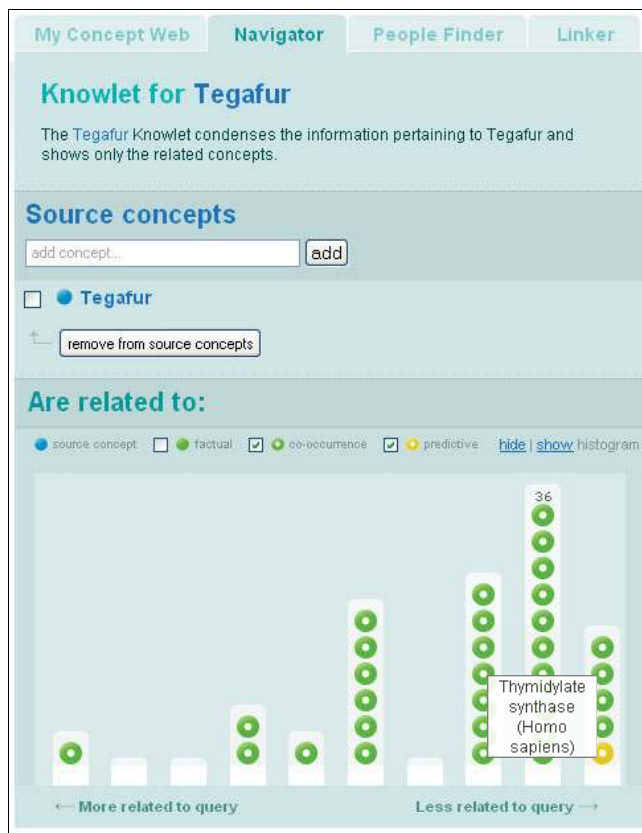 My Concept Web Navigator People Finder Linker
Knowlet for Tegafur
The Tegafur Knowlet condenses the information pertaining to Tegafur and
shows only the related concepts.
Source concepts
add concept... add
Tegafur
remove from source concepts
Are related to:
source concept factual co-occurrence predictive hide | show histogram
36
Thymidylate
synthase
(Homo
sapiens)
← More related to query Less related to query →